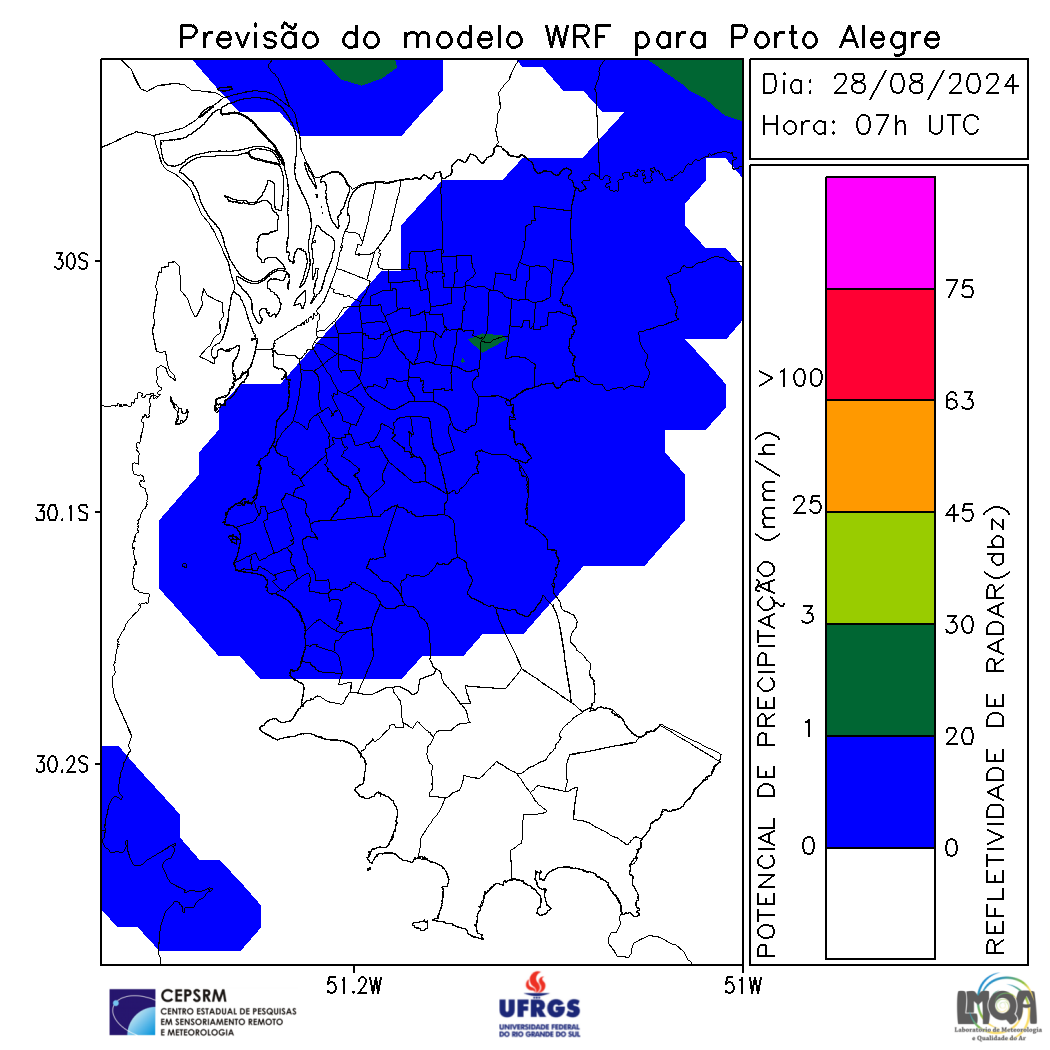 Previsão do modelo WRF para Porto Alegre
Dia: 28/08/2024
Hora: 07h UTC
30S
30.1S
30.2S
51.2W
51W
POTENCIAL DE PRECIPITAÇÃO (mm/h)
>100
25
3
1
0
75
63
45
30
20
0
REFLETIVIDADE DE RADAR(dbz)
CEPSRM
CENTRO ESTADUAL DE PESQUISAS
EM SENSORIAMENTO REMOTO
E METEOROLOGIA
UFRGS
UNIVERSIDADE FEDERAL
DO RIO GRANDE DO SUL
LMQA
Laboratório de Meteorologia
e Qualidade do Ar